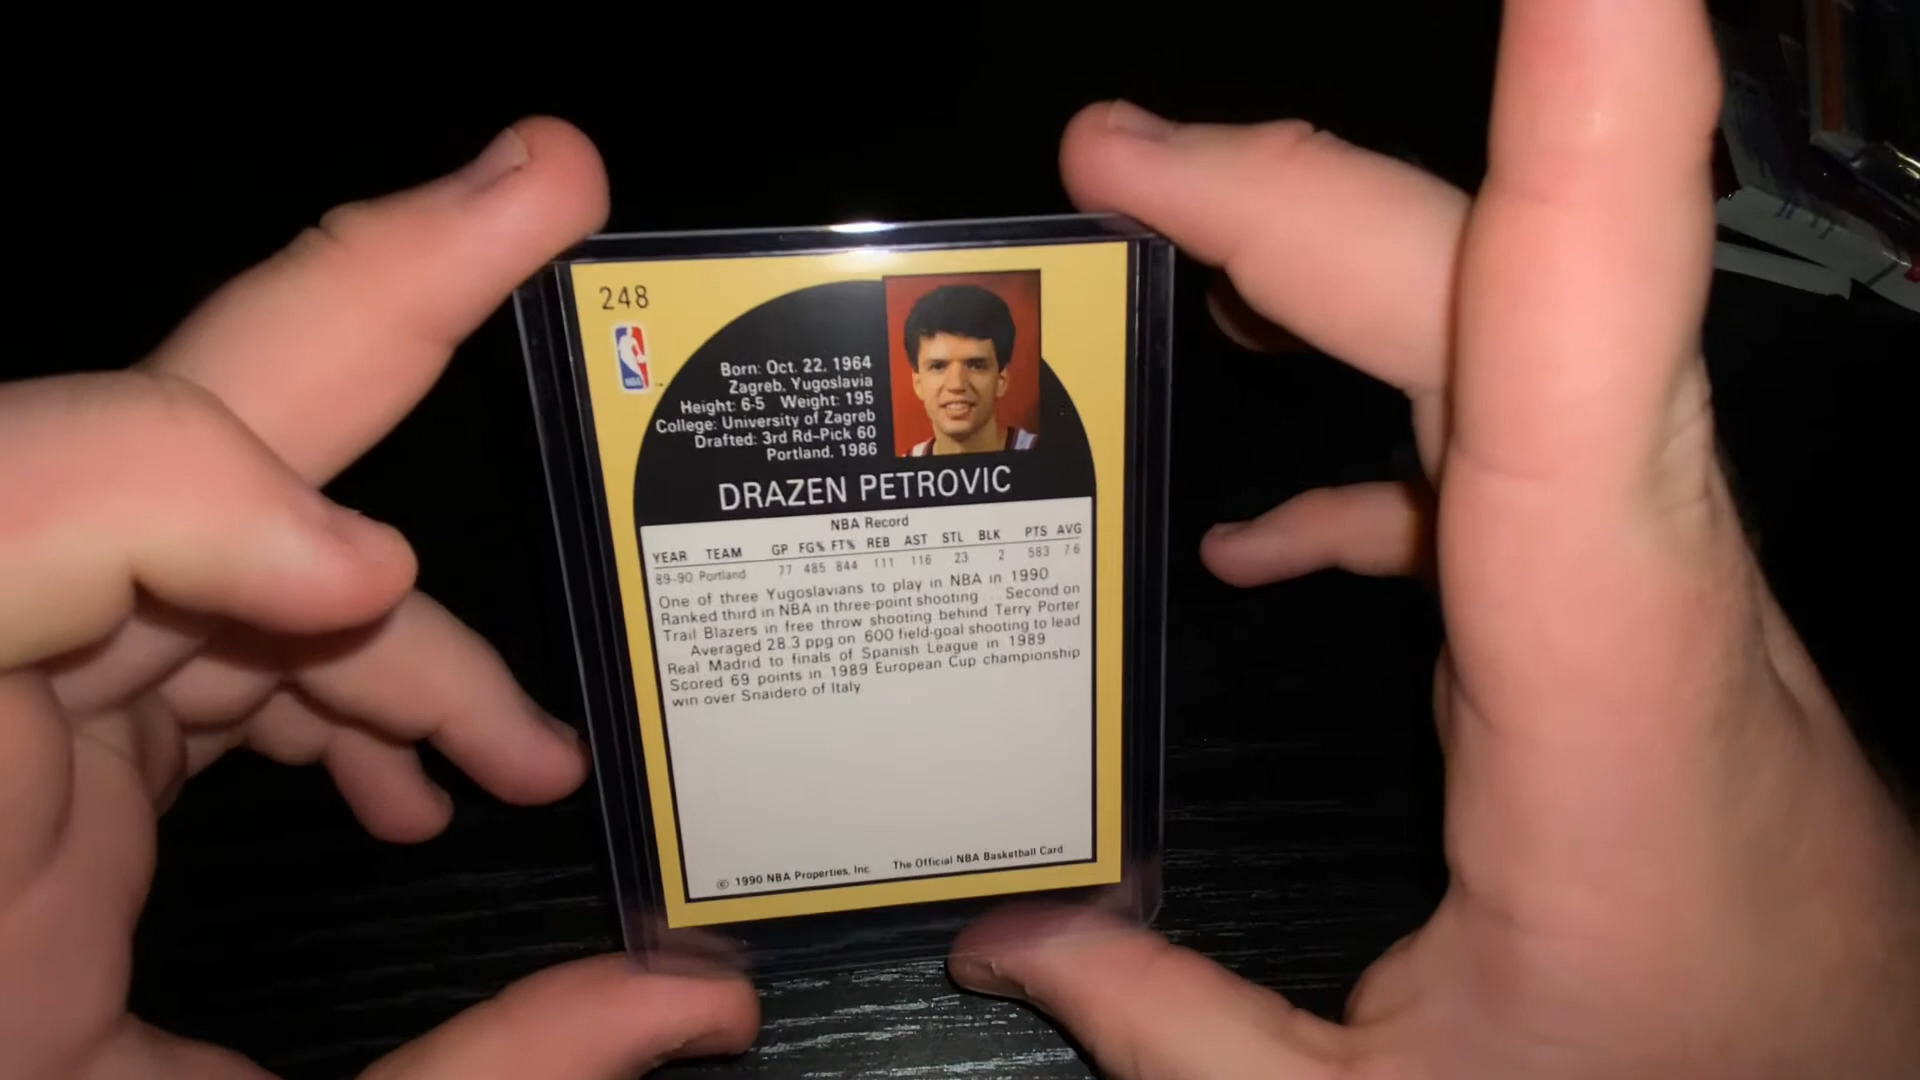 248
NBA
Born: Oct. 22, 1964
Zagreb, Yugoslavia
Height: 6-5 Weight: 195
College: University of Zagreb
Drafted: 3rd Rd-Pick 60
Portland, 1986
DRAZEN PETROVIC
NBA Record
YEAR TEAM GP FG% FT% REB AST STL BLK PTS AVG
89-90 Portland 77 485 844 111 116 23 2 583 7 6
One of three Yugoslavians to play in NBA in 1990
Ranked third in NBA in three-point shooting Second on
Trail Blazers in free throw shooting behind Terry Porter
Averaged 28.3 ppg on .600 field-goal shooting to lead
Real Madrid to finals of Spanish League in 1989
Scored 69 points in 1989 European Cup championship
win over Snaidero of Italy
© 1990 NBA Properties, Inc. The Official NBA Basketball Card